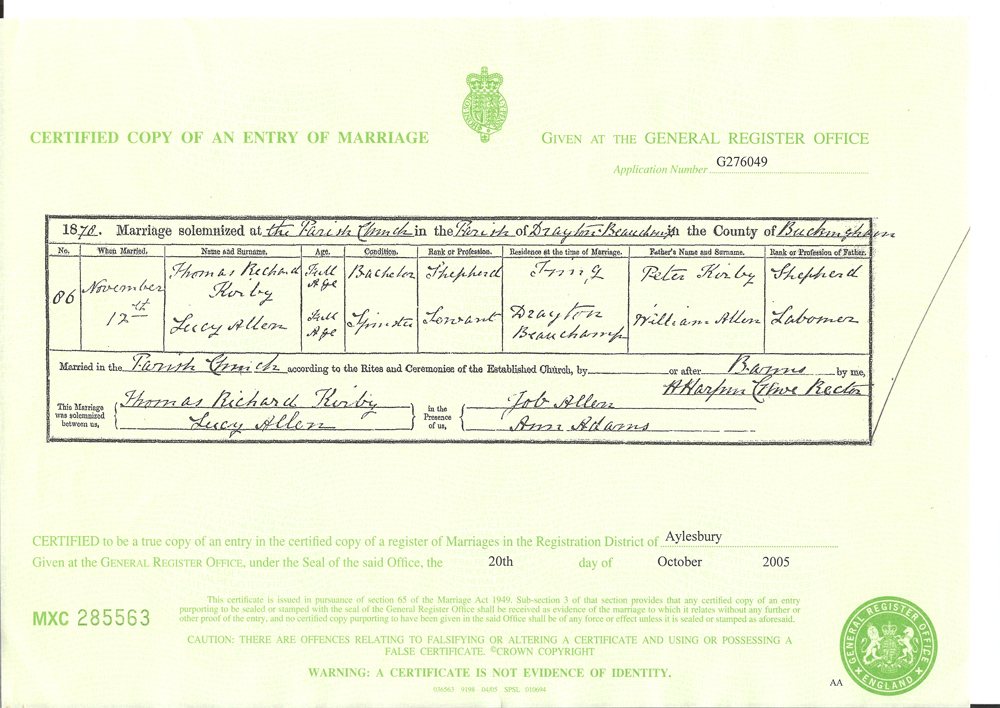 CERTIFIED COPY OF AN ENTRY OF MARRIAGE
GIVEN AT THE GENERAL REGISTER OFFICE
Application Number G276049
1870. Marriage solemnized at the Parish Church in the Parish of Drayton Beauchamp in the County of Buckingham
No. When Married. Name and Surname. Age. Condition. Rank or Profession. Residence at the time of Marriage. Father's Name and Surname. Rank or Profession of Father.
86 November 12th
Thomas Richard Kirby Full Age Bachelor Shepherd Tring Peter Kirby Shepherd
Lucy Allen Full Age Spinster Servant Drayton Beauchamp William Allen Labourer
Married in the Parish Church according to the Rites and Ceremonies of the Established Church, by or after Banns by me,
A Harpur Crewe Rector
This Marriage was solemnized between us,
Thomas Richard Kirby
Lucy Allen
in the Presence of us,
Job Allen
Ann Adams
CERTIFIED to be a true copy of an entry in the certified copy of a register of Marriages in the Registration District of Aylesbury
Given at the GENERAL REGISTER OFFICE, under the Seal of the said Office, the 20th day of October 2005
MXC 285563
This certificate is issued in pursuance of section 65 of the Marriage Act 1949. Sub-section 3 of that section provides that any certified copy of an entry
purporting to be sealed or stamped with the seal of the General Register Office shall be received as evidence of the marriage to which it relates without any further or
other proof of the entry, and no certified copy purporting to have been given in the said Office shall be of any force or effect unless it is sealed or stamped as aforesaid.
CAUTION: THERE ARE OFFENCES RELATING TO FALSIFYING OR ALTERING A CERTIFICATE AND USING OR POSSESSING A
FALSE CERTIFICATE. ©CROWN COPYRIGHT
WARNING: A CERTIFICATE IS NOT EVIDENCE OF IDENTITY.
036563 9198 04/05 SPSL 010694
AA
GENERAL REGISTER OFFICE
ENGLAND